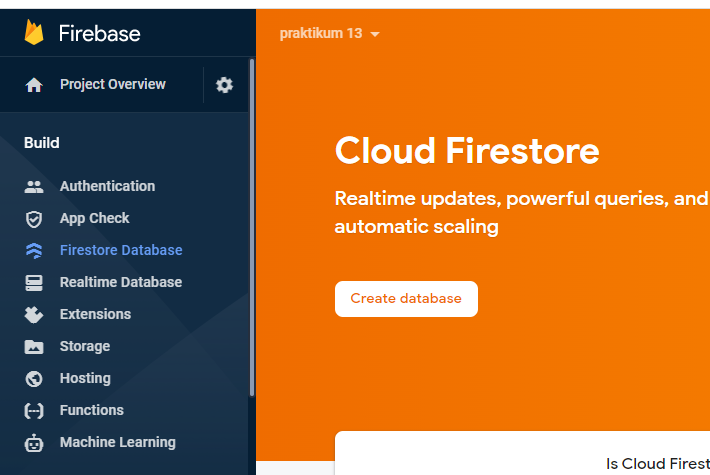 Firebase
praktikum 13
Project Overview
Build
Authentication
App Check
Firestore Database
Realtime Database
Extensions
Storage
Hosting
Functions
Machine Learning
Cloud Firestore
Realtime updates, powerful queries, and
automatic scaling
Create database
Is Cloud Firest